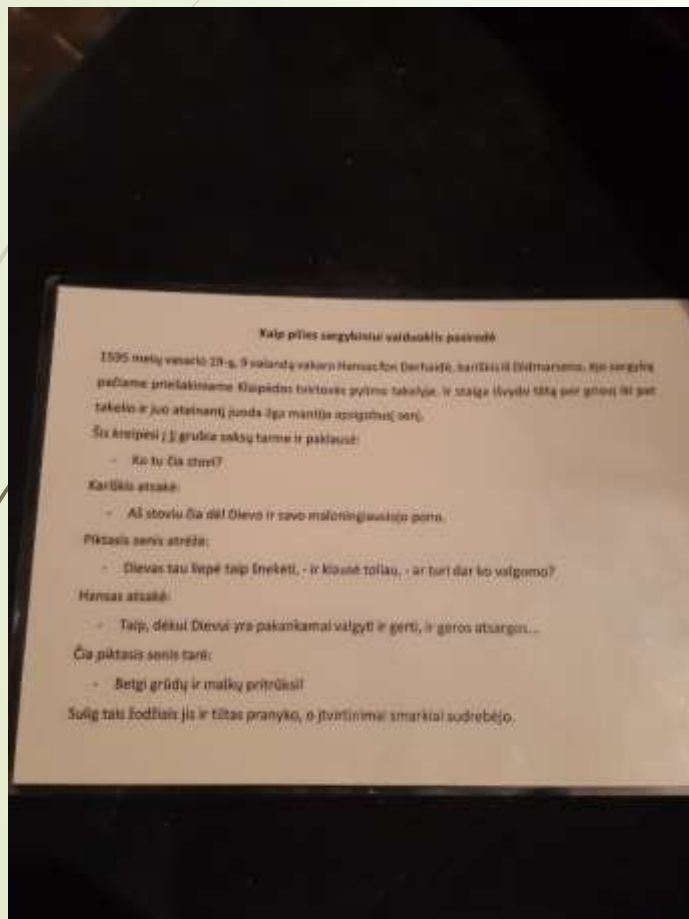 Kaip pilies sargybiniui vaiduoklis pasirodė
1595 metų vasario 19-ą, 9 valandą vakaro Hansas fon Derhaidė, kariškis iš Didmarseno, ėjo sargybą
pačiame priešakiniame Klaipėdos tvirtovės pylimo takelyje. Ir staiga išvydo tiltą per griovį iki pat
takelio ir juo ateinantį juoda ilga mantija apsigobusį senį.
Šis kreipėsi į jį grubia saksų tarme ir paklausė:
- Ko tu čia stovi?
Kariškis atsakė:
- Aš stoviu čia dėl Dievo ir savo maloningiausiojo pono.
Piktasis senis atrėžė:
- Dievas tau liepė taip šnekėti, - ir klausė toliau, - ar turi dar ko valgomo?
Hansas atsakė:
- Taip, dėkui Dievui yra pakankamai valgyti ir gerti, ir geros atsargos...
Čia piktasis senis tarė:
- Betgi grūdų ir malkų pritrūksi!
Sulig tais žodžiais jis ir tiltas pranyko, o įtvirtinimai smarkiai sudrebėjo.